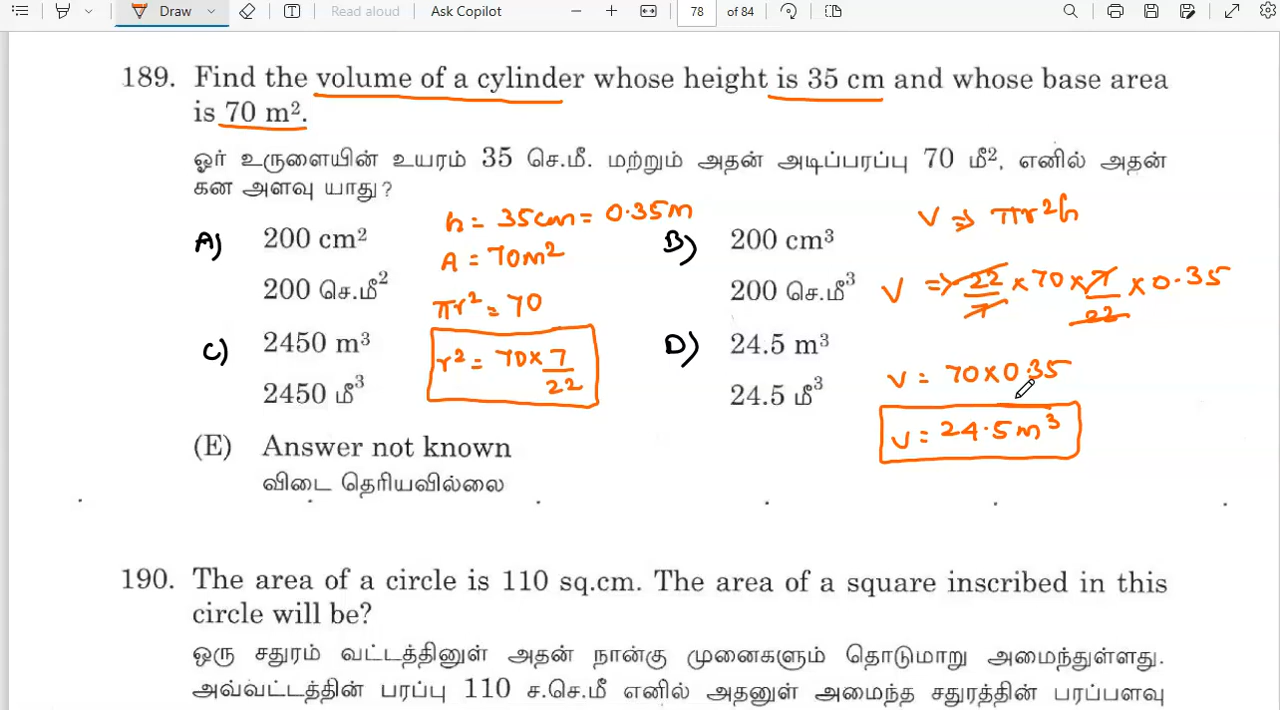 Draw
Read aloud
Ask Copilot
78
of 84
189. Find the volume of a cylinder whose height is 35 cm and whose base area
is 70 m².
ஓர் உருளையின் உயரம் 35 செ.மீ. மற்றும் அதன் அடிப்பரப்பு 70 மீ², எனில் அதன்
கன அளவு யாது?
A) 200 cm²
200 செ.மீ²
B) 200 cm³
200 செ.மீ³
C) 2450 m³
2450 மீ³
D) 24.5 m³
24.5 மீ³
(E) Answer not known
விடை தெரியவில்லை
h = 35cm = 0.35m
A = 70m²
πr² = 70
r² = 70 × 7/22
V ⇒ πr²h
V ⇒ 22/7 × 70 × 7/22 × 0.35
V = 70 × 0.35
V = 24.5 m³
190. The area of a circle is 110 sq.cm. The area of a square inscribed in this
circle will be?
ஒரு சதுரம் வட்டத்தினுள் அதன் நான்கு முனைகளும் தொடுமாறு அமைந்துள்ளது.
அவ்வட்டத்தின் பரப்பு 110 ச.செ.மீ எனில் அதனுள் அமைந்த சதுரத்தின் பரப்பளவு